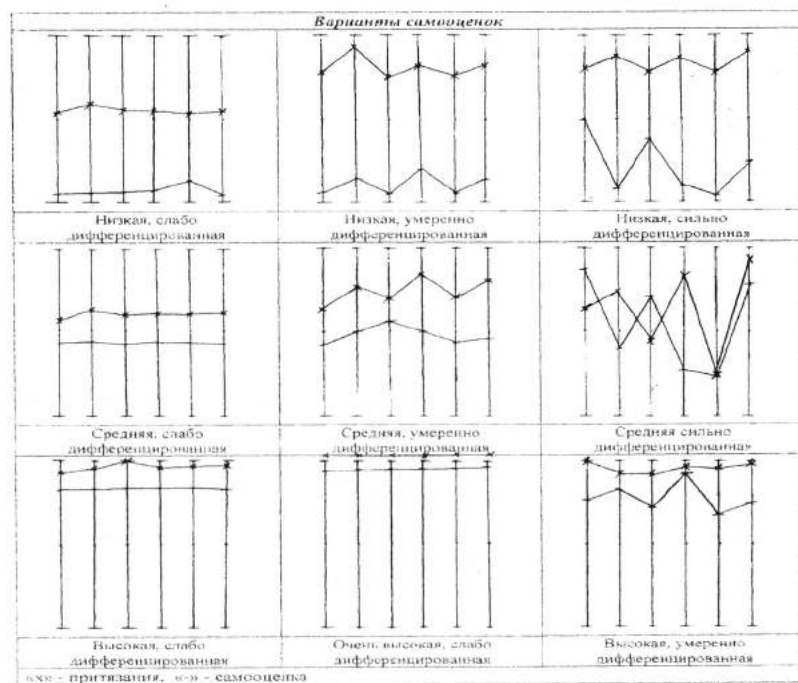 Варианты самооценок
Низкая, слабо
дифференцированная
Низкая, умеренно
дифференцированная
Низкая, сильно
дифференцированная
Средняя, слабо
дифференцированная
Средняя, умеренно
дифференцированная
Средняя сильно
дифференцированная
Высокая, слабо
дифференцированная
Очень высокая, слабо
дифференцированная
Высокая, умеренно
дифференцированная
«х» - притязания, «-» - самооценка